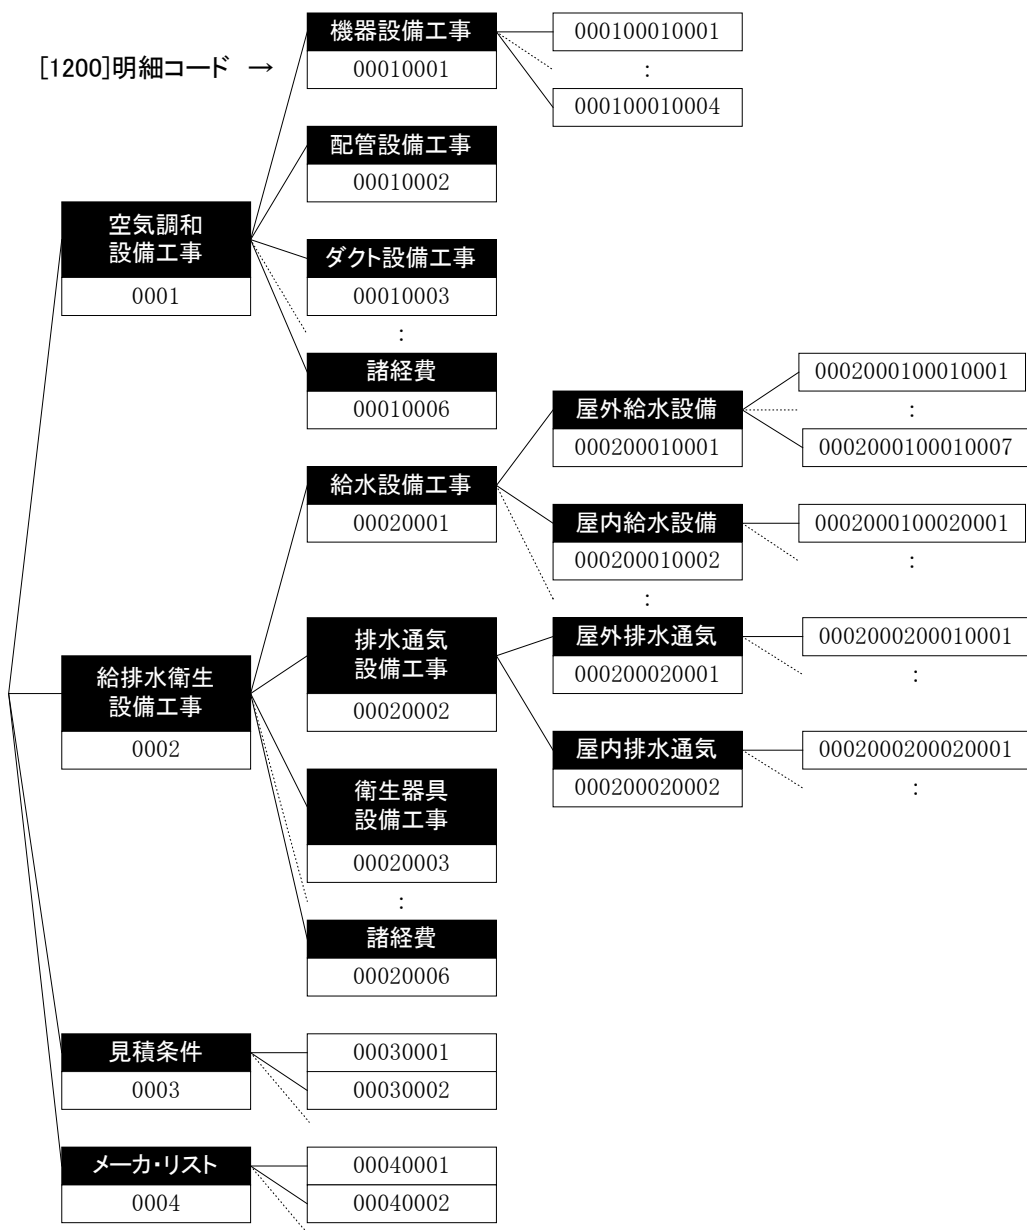 機器設備工事
000100010001
[1200]明細コード →
00010001
:
000100010004
配管設備工事
00010002
空気調和
設備工事
0001
ダクト設備工事
00010003
:
諸経費
00010006
0002000100010001
:
屋外給水設備
000200010001
0002000100010007
給水設備工事
00020001
屋内給水設備
000200010002
:
0002000100020001
:
給排水衛生
設備工事
0002
排水通気
設備工事
00020002
屋外排水通気
000200020001
0002000200010001
:
屋内排水通気
000200020002
0002000200020001
:
衛生器具
設備工事
00020003
:
諸経費
00020006
見積条件
0003
00030001
00030002
メーカ・リスト
0004
00040001
00040002